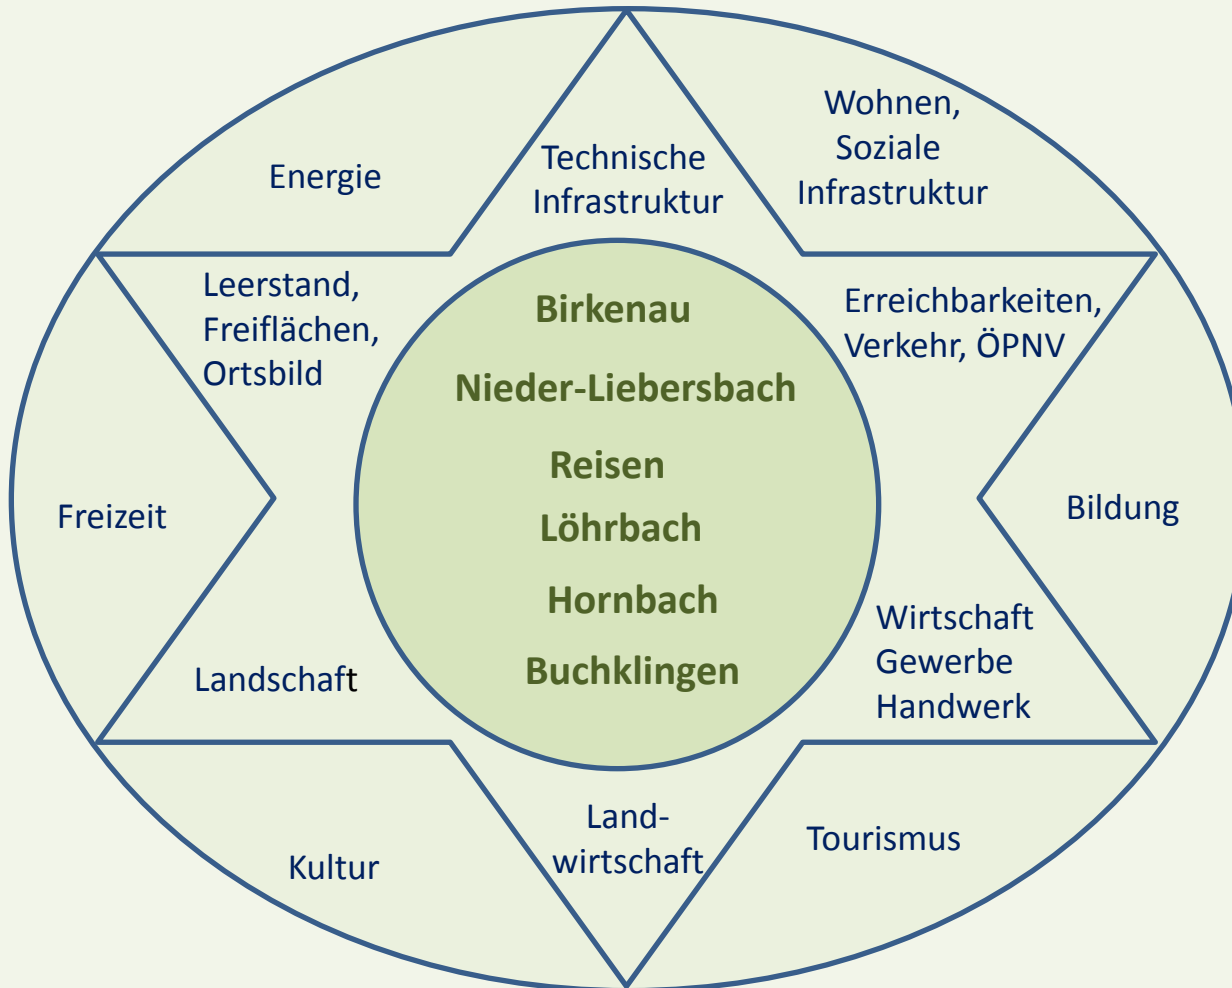 Wohnen,
Soziale
Infrastruktur
Technische
Infrastruktur
Energie
Leerstand,
Freiflächen,
Ortsbild
Birkenau
Nieder-Liebersbach
Reisen
Löhrbach
Hornbach
Buchklingen
Erreichbarkeiten,
Verkehr, ÖPNV
Freizeit
Bildung
Landschaft
Wirtschaft
Gewerbe
Handwerk
Kultur
Land-
wirtschaft
Tourismus